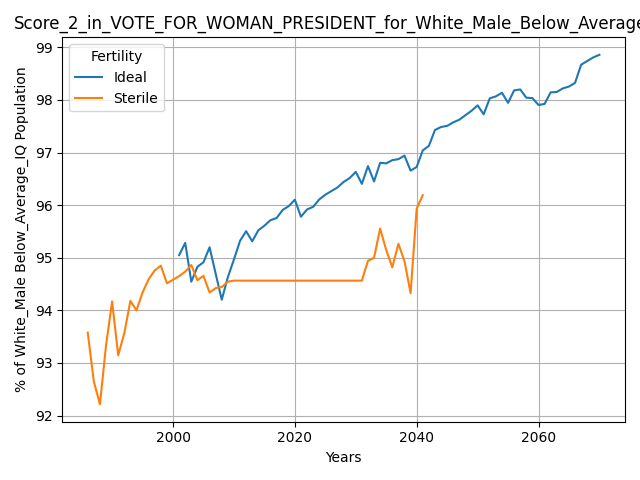 Score_2_in_VOTE_FOR_WOMAN_PRESIDENT_for_White_Male_Below_Average
Fertility
Ideal
Sterile
% of White_Male Below_Average_IQ Population
99
98
97
96
95
94
93
92
2000
2020
2040
2060
Years